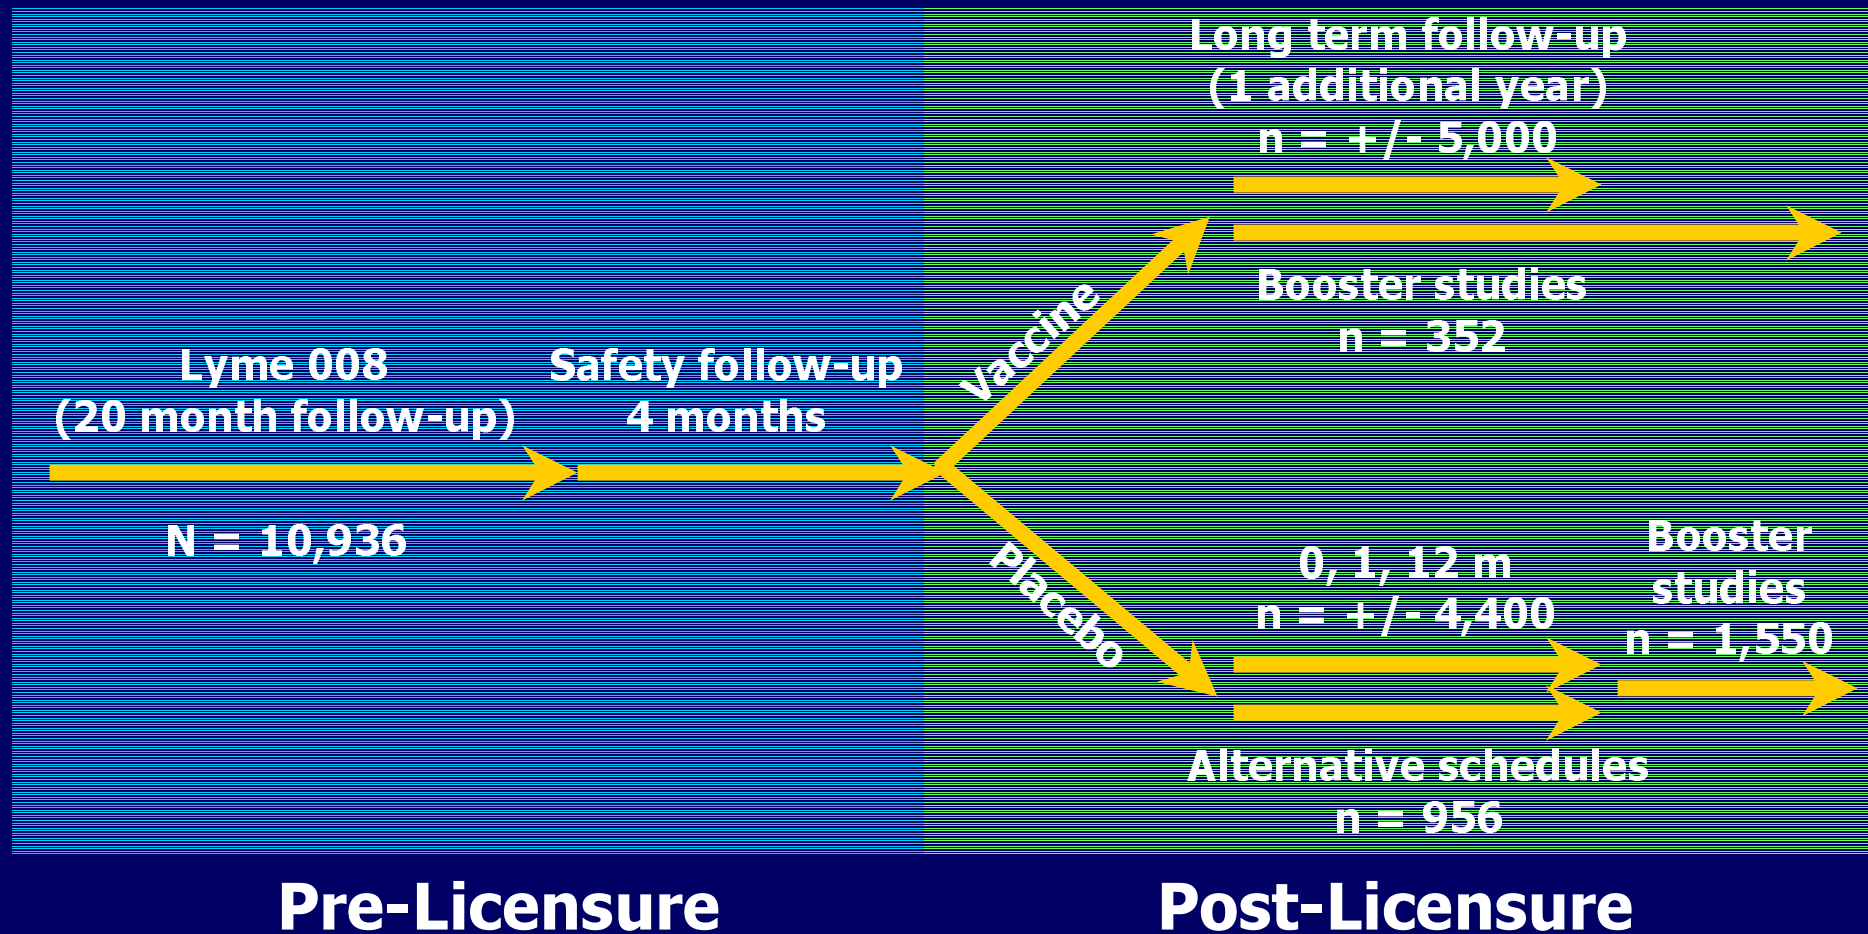 Long term follow-up
(1 additional year)
n = +/- 5,000
Vaccine
Booster studies
n = 352
Lyme 008
(20 month follow-up)
Safety follow-up
4 months
N = 10,936
Placebo
0, 1, 12 m
n = +/- 4,400
Booster
studies
n = 1,550
Alternative schedules
n = 956
Pre-Licensure
Post-Licensure